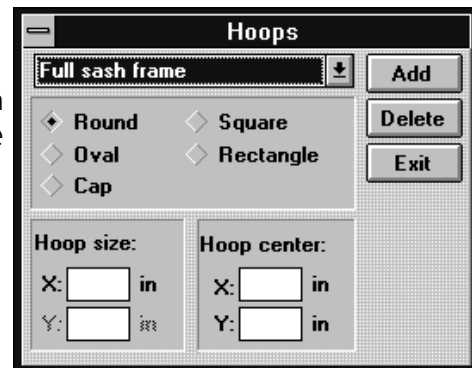 Hoops
Full sash frame
Add
Round Square
Delete
Oval Rectangle
Exit
Cap
Hoop size: Hoop center:
X: in X: in
Y: in Y: in